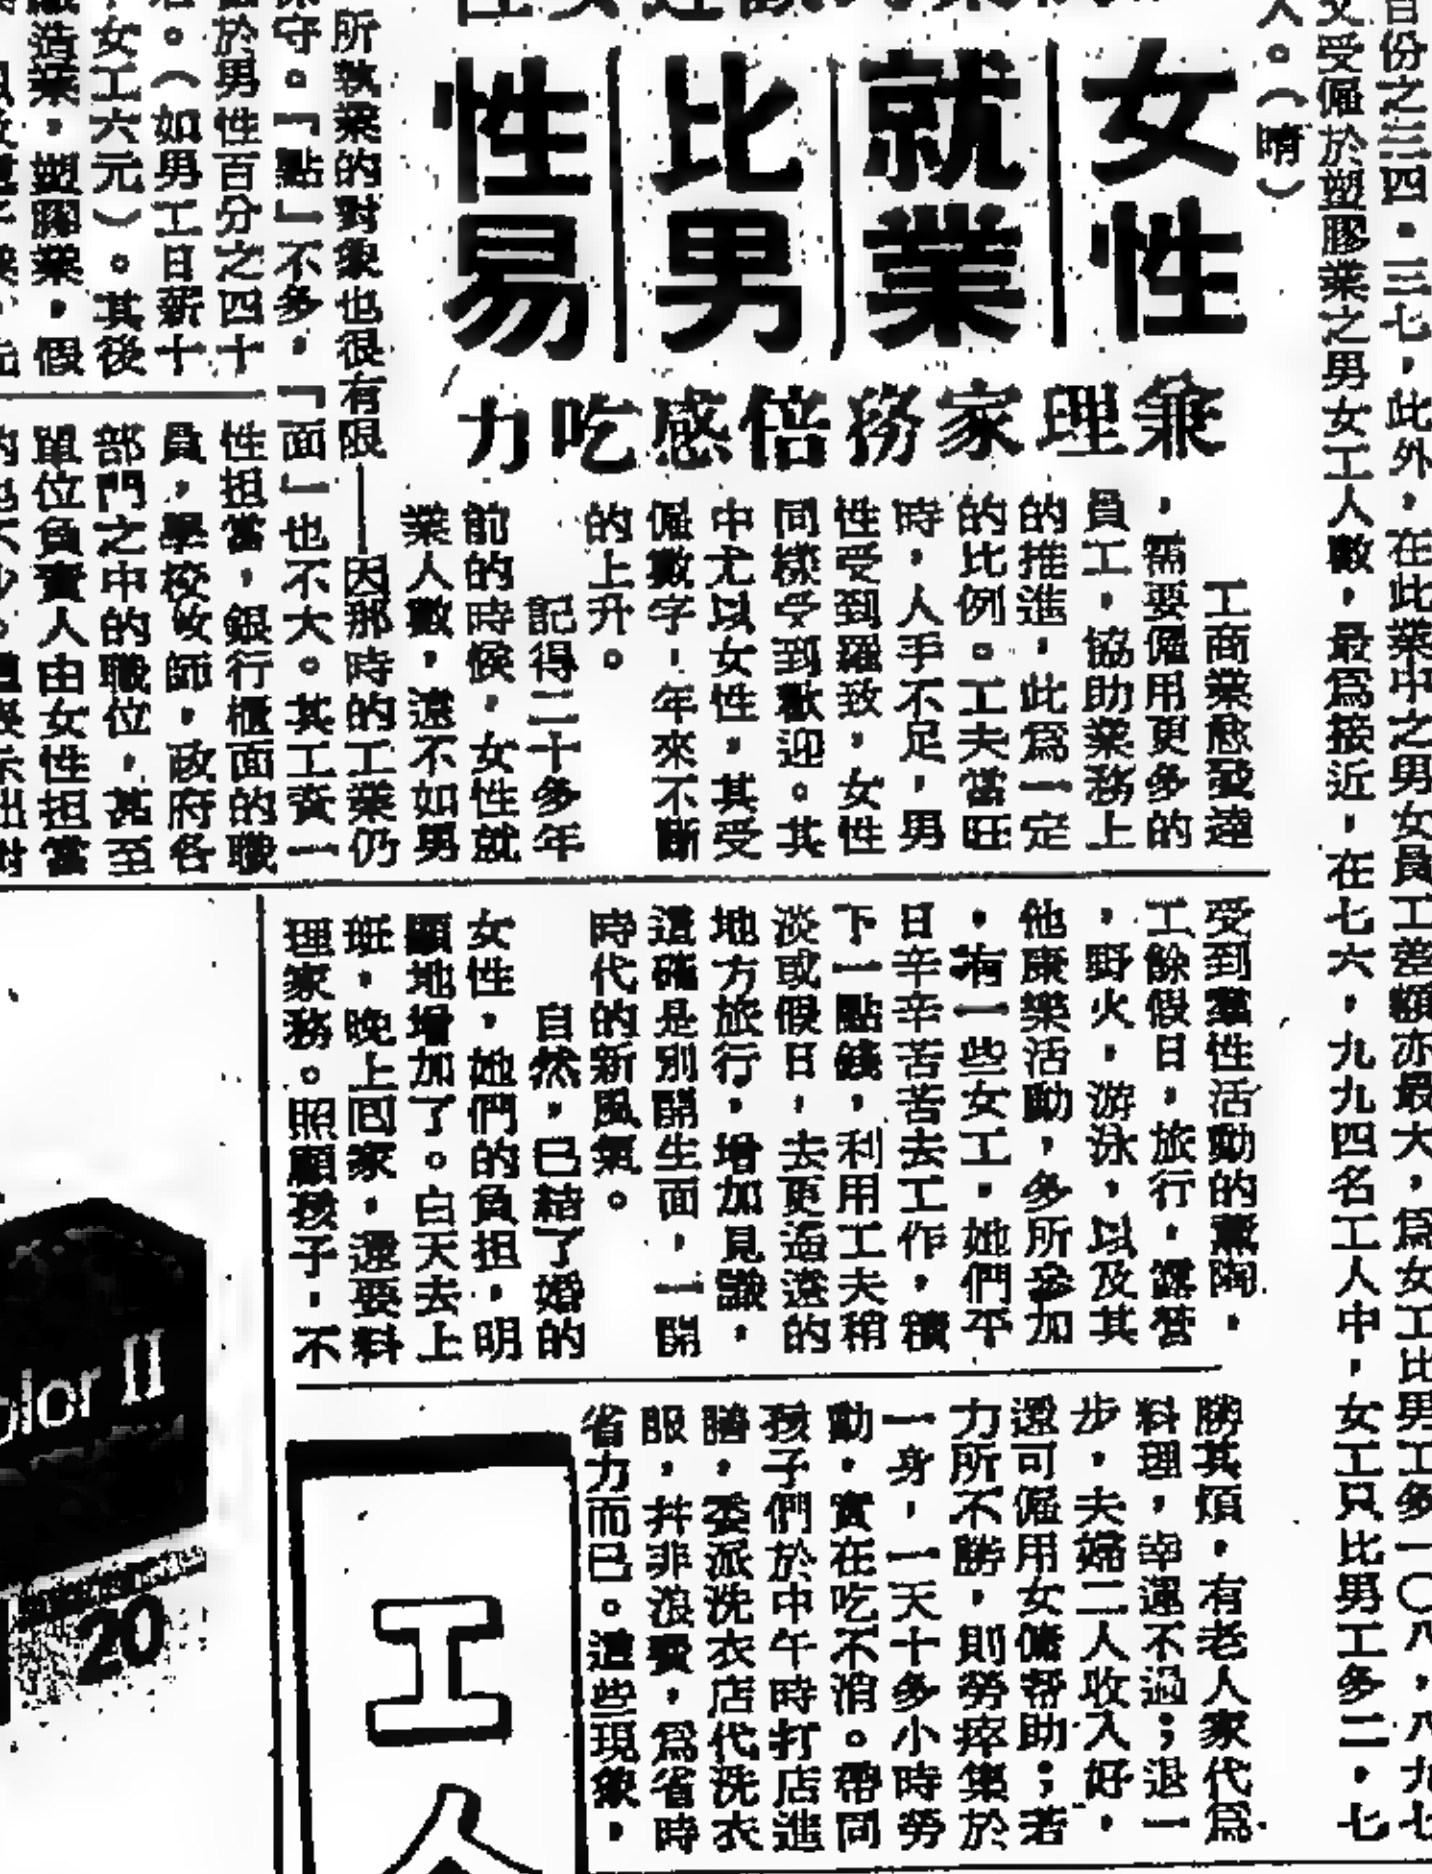 百份之三四．三七，此外，在此業中之男女員工差額亦最大，爲女工比男工多一〇八，八九七
受僱於塑膠業之男女工人數，最爲接近，在七六，九九四名工人中，女工只比男工多二，七
人。（晴）
女性
就業
比男
性易
兼理家務倍感吃力
工商業愈發達
，需要僱用更多的
員工，協助業務上
的推進，此爲一定
的比例。工夫當旺
時，人手不足，男
性受到羅致，女性
同樣受到歡迎。其
中尤以女性，其受
僱數字，年來不斷
的上升。
記得二十多年
前的時候，女性就
業人數，遠不如男
所執業的對象也很有限——因那時的工業仍
守。「點」不多，「面」也不大。其工資一
於男性百分之四十
。（如男工日薪十
女工六元）。其後
造業，塑膠業，假
性担當，銀行櫃面的職
員，學校敎師，政府各
部門之中的職位，甚至
單位負責人由女性担當
受到羣性活動的薰陶，
工餘假日，旅行，露營
，野火，游泳，以及其
他康樂活動，多所參加
，有一些女工，她們平
日辛辛苦苦去工作，積
下一點錢，利用工夫稍
淡或假日，去更遙遠的
地方旅行，增加見識，
這確是別開生面，一開
時代的新風氣。
自然，已結了婚的
女性，她們的負担，明
顯地增加了。白天去上
班，晚上囘家，還要料
理家務。照顧孩子，不
勝其煩，有老人家代爲
料理，幸運不過；退一
步，夫婦二人收入好，
還可僱用女傭幫助；若
力所不勝，則勞瘁集於
一身，一天十多小時勞
動，實在吃不消。帶同
孩子們於中午時打店進
膳，委派洗衣店代洗衣
服，幷非浪費，爲省時
省力而已。這些現象，
工
olor II
20